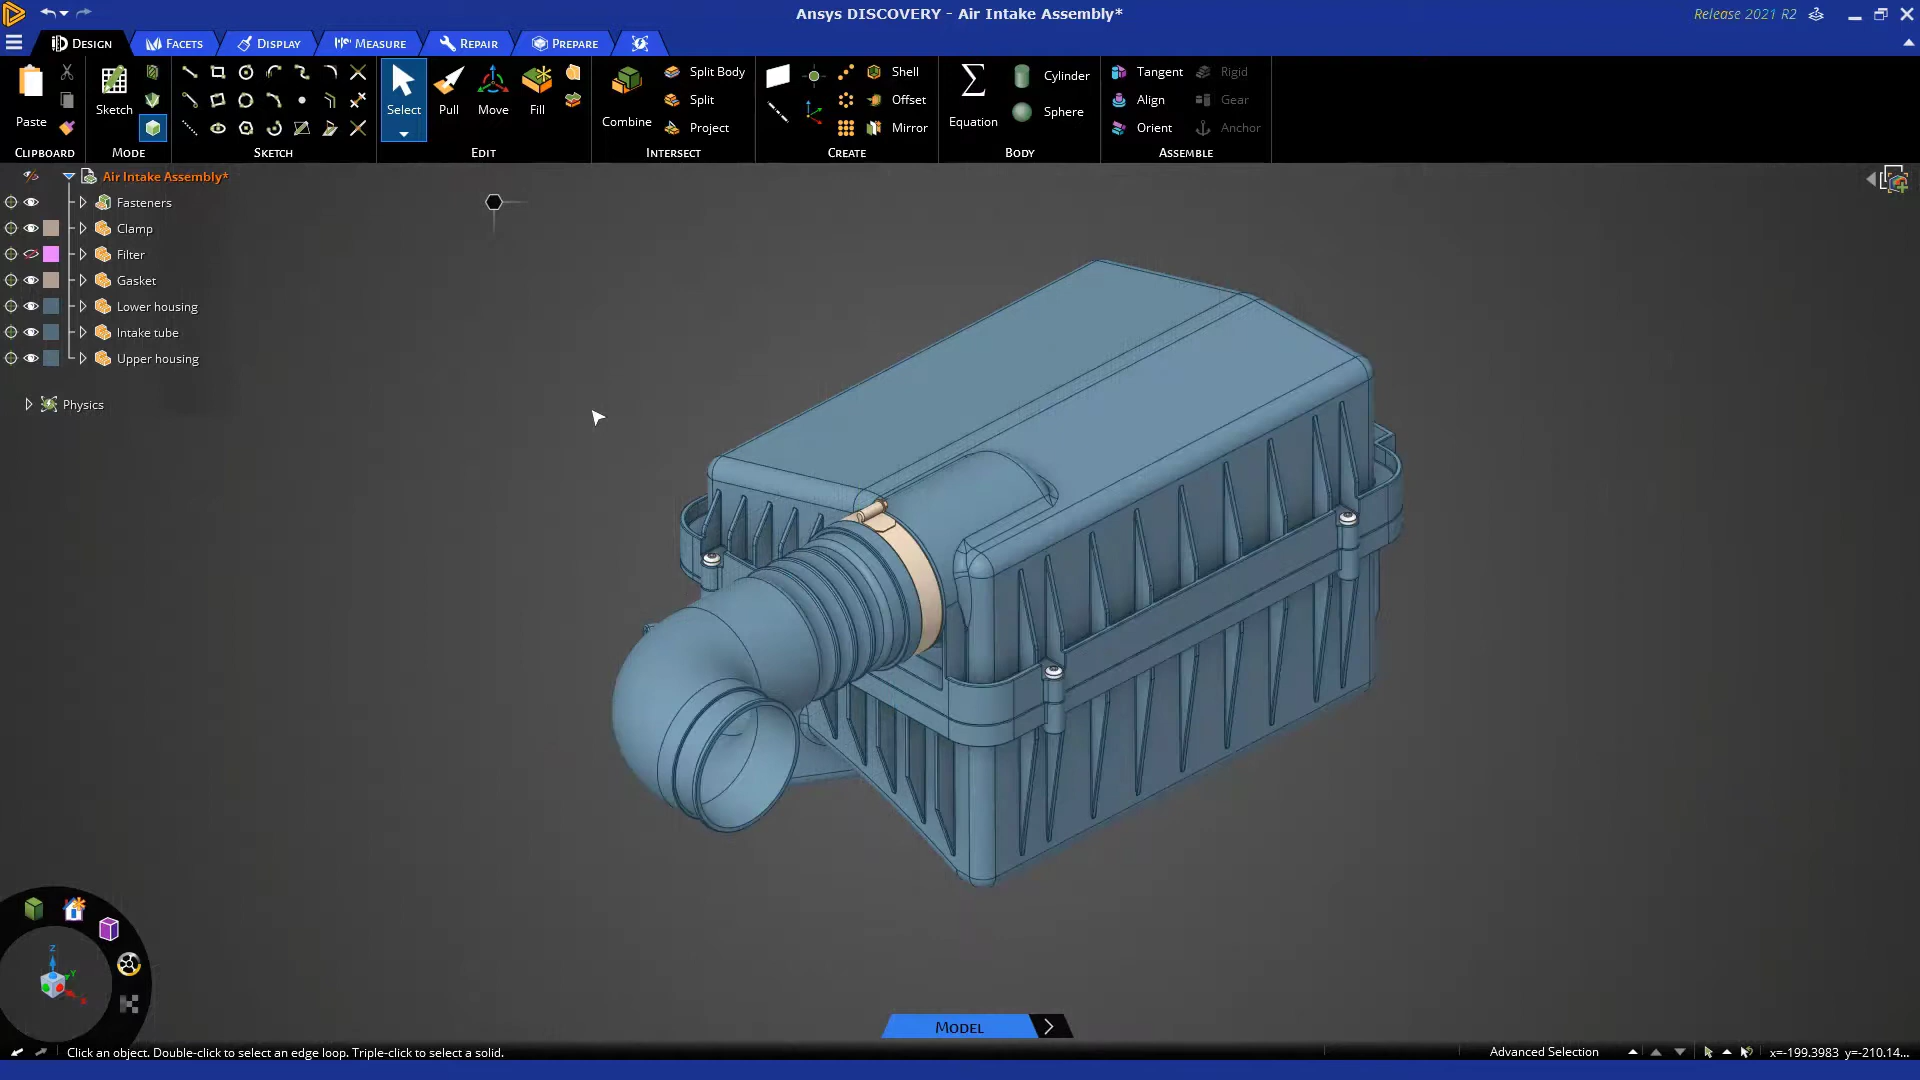 Ansys DISCOVERY - Air Intake Assembly*
Release 2021 R2
DESIGN FACETS DISPLAY MEASURE REPAIR PREPARE
Paste
CLIPBOARD
Sketch
MODE
SKETCH
Select Pull Move Fill
EDIT
Combine
Split Body
Split
Project
INTERSECT
Shell
Offset
Mirror
CREATE
Equation
Cylinder
Sphere
BODY
Tangent Rigid
Align Gear
Orient Anchor
ASSEMBLE
Air Intake Assembly*
Fasteners
Clamp
Filter
Gasket
Lower housing
Intake tube
Upper housing
Physics
Z
Y
X
MODEL
Click an object. Double-click to select an edge loop. Triple-click to select a solid.
Advanced Selection
x=-199.3983 y=-210.14...